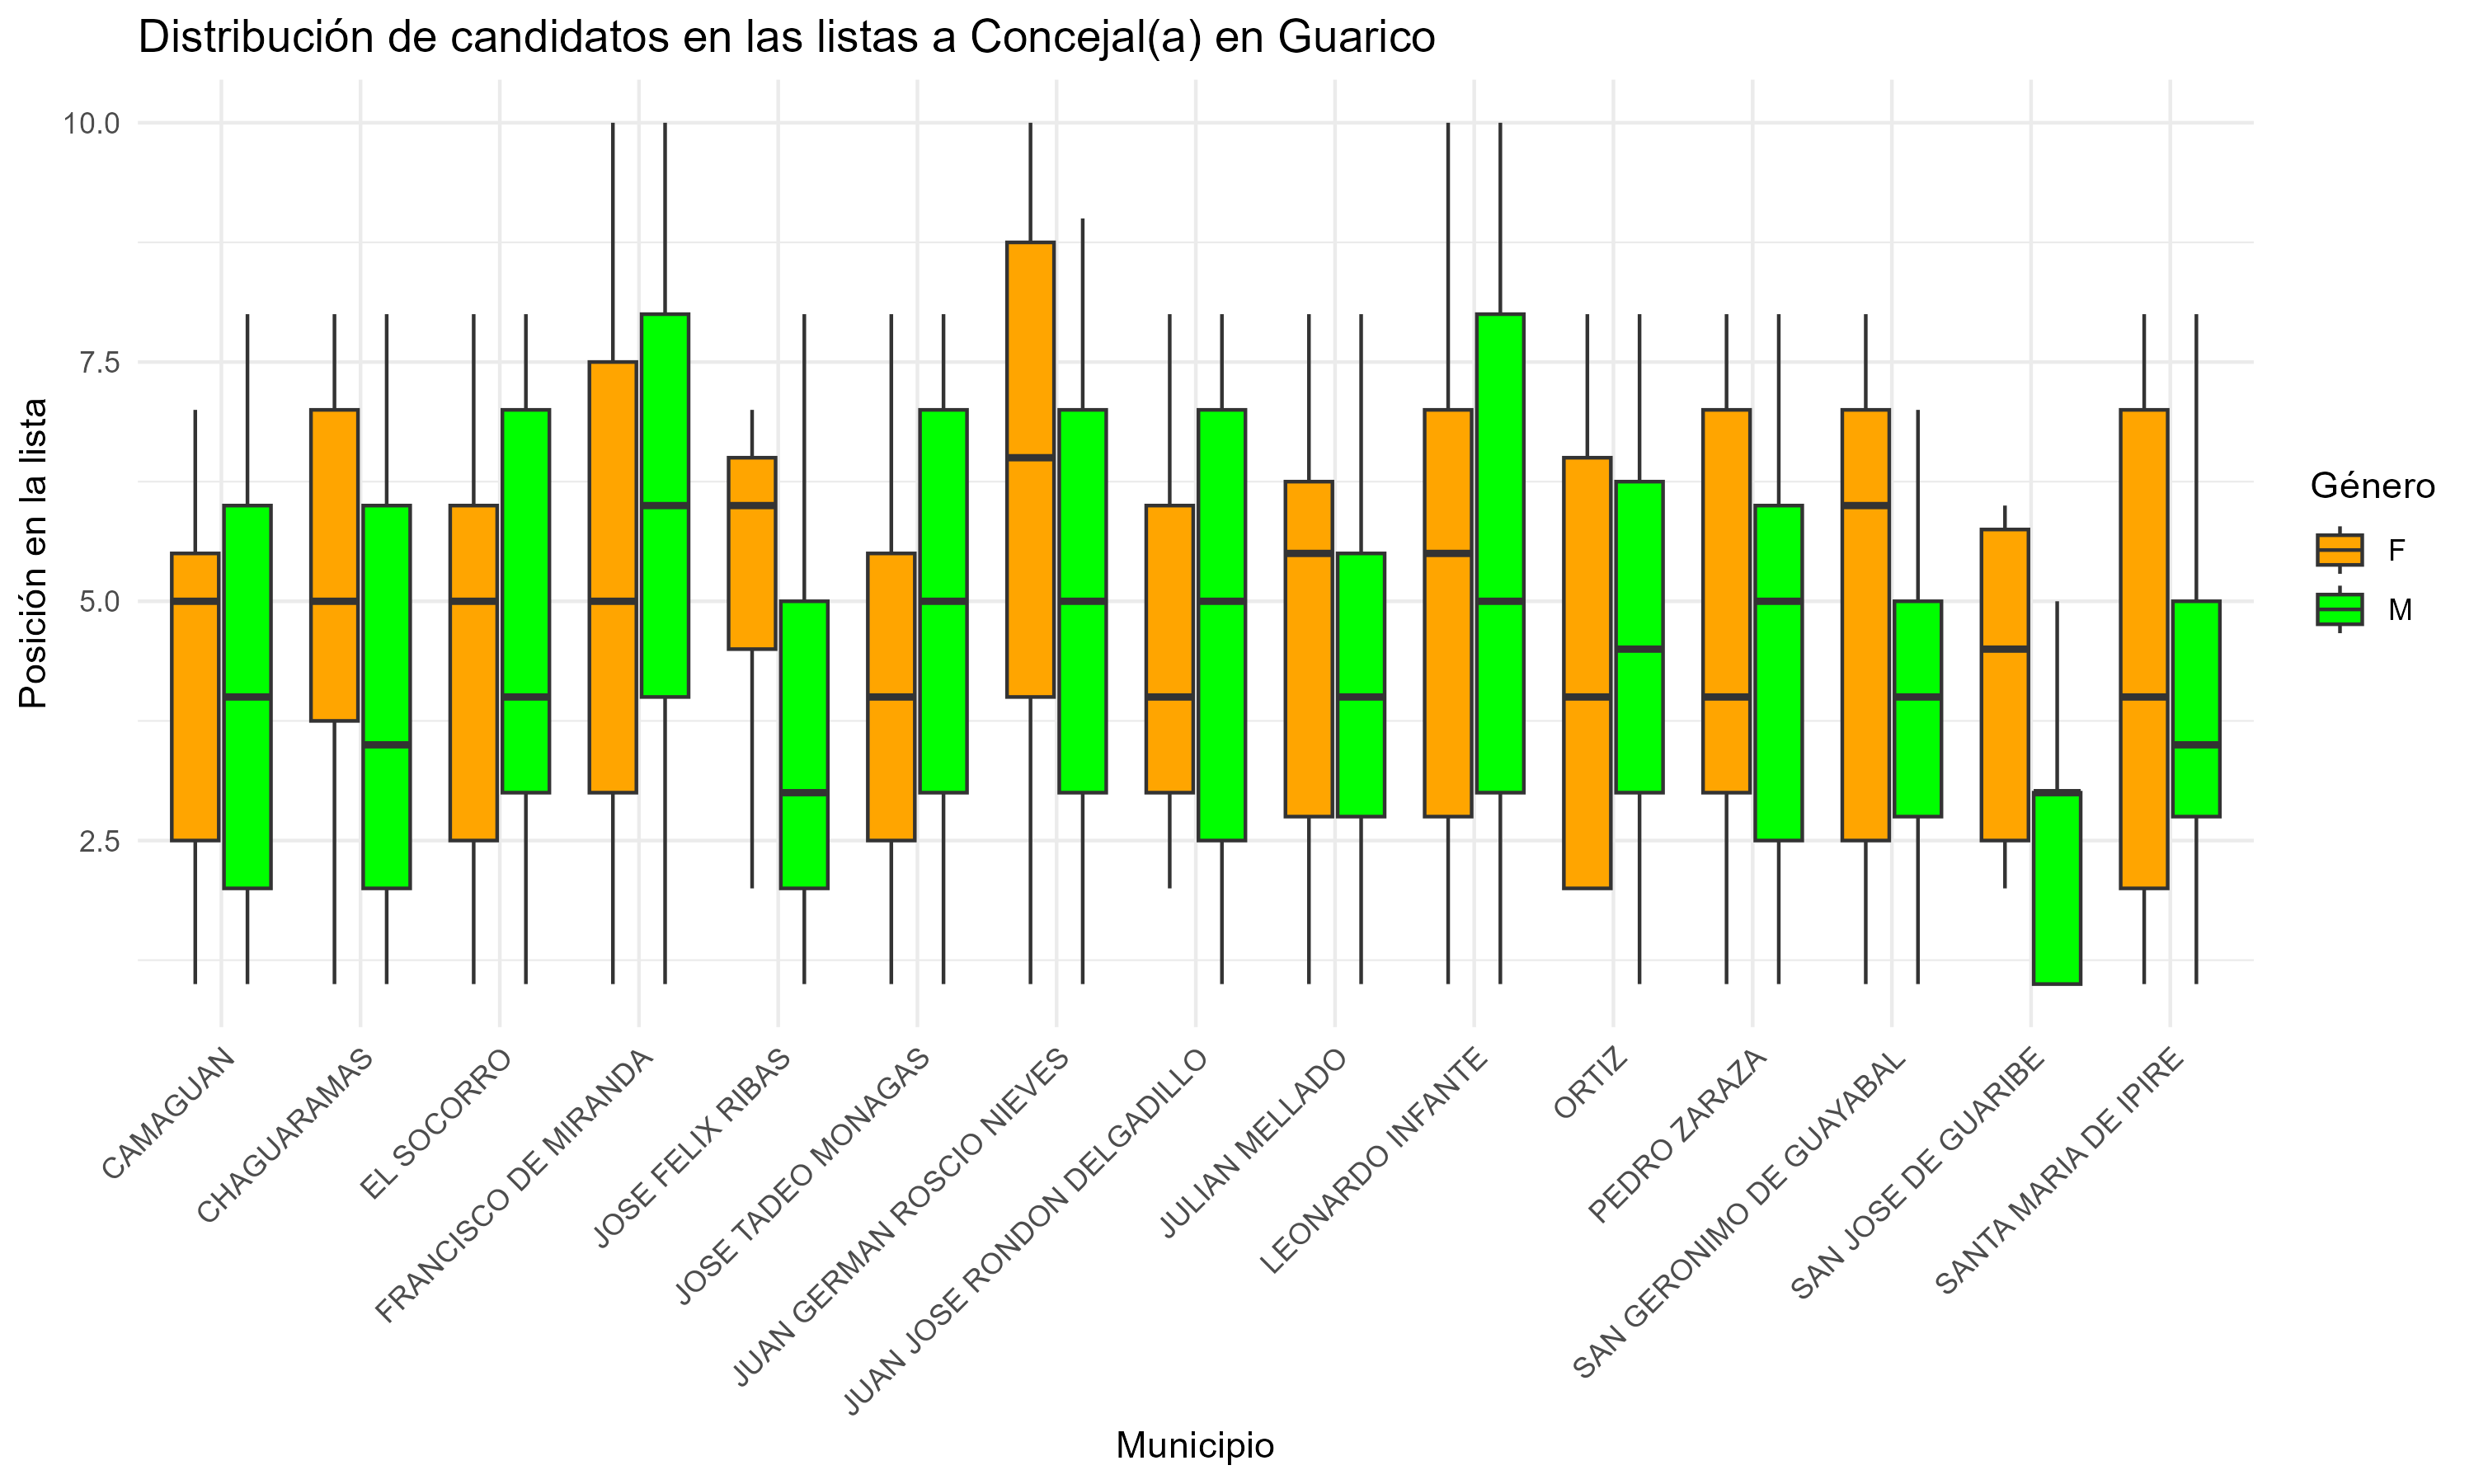 Distribución de candidatos en las listas a Concejal(a) en Guarico
Posición en la lista
10.0
7.5
5.0
2.5
CAMAGUAN
CHAGUARAMAS
EL SOCORRO
FRANCISCO DE MIRANDA
JOSE FELIX RIBAS
JOSE TADEO MONAGAS
JUAN GERMAN ROSCIO NIEVES
JUAN JOSE RONDON DELGADILLO
JULIAN MELLADO
LEONARDO INFANTE
ORTIZ
PEDRO ZARAZA
SAN GERONIMO DE GUAYABAL
SAN JOSE DE GUARIBE
SANTA MARIA DE IPIRE
Municipio
Género
F
M